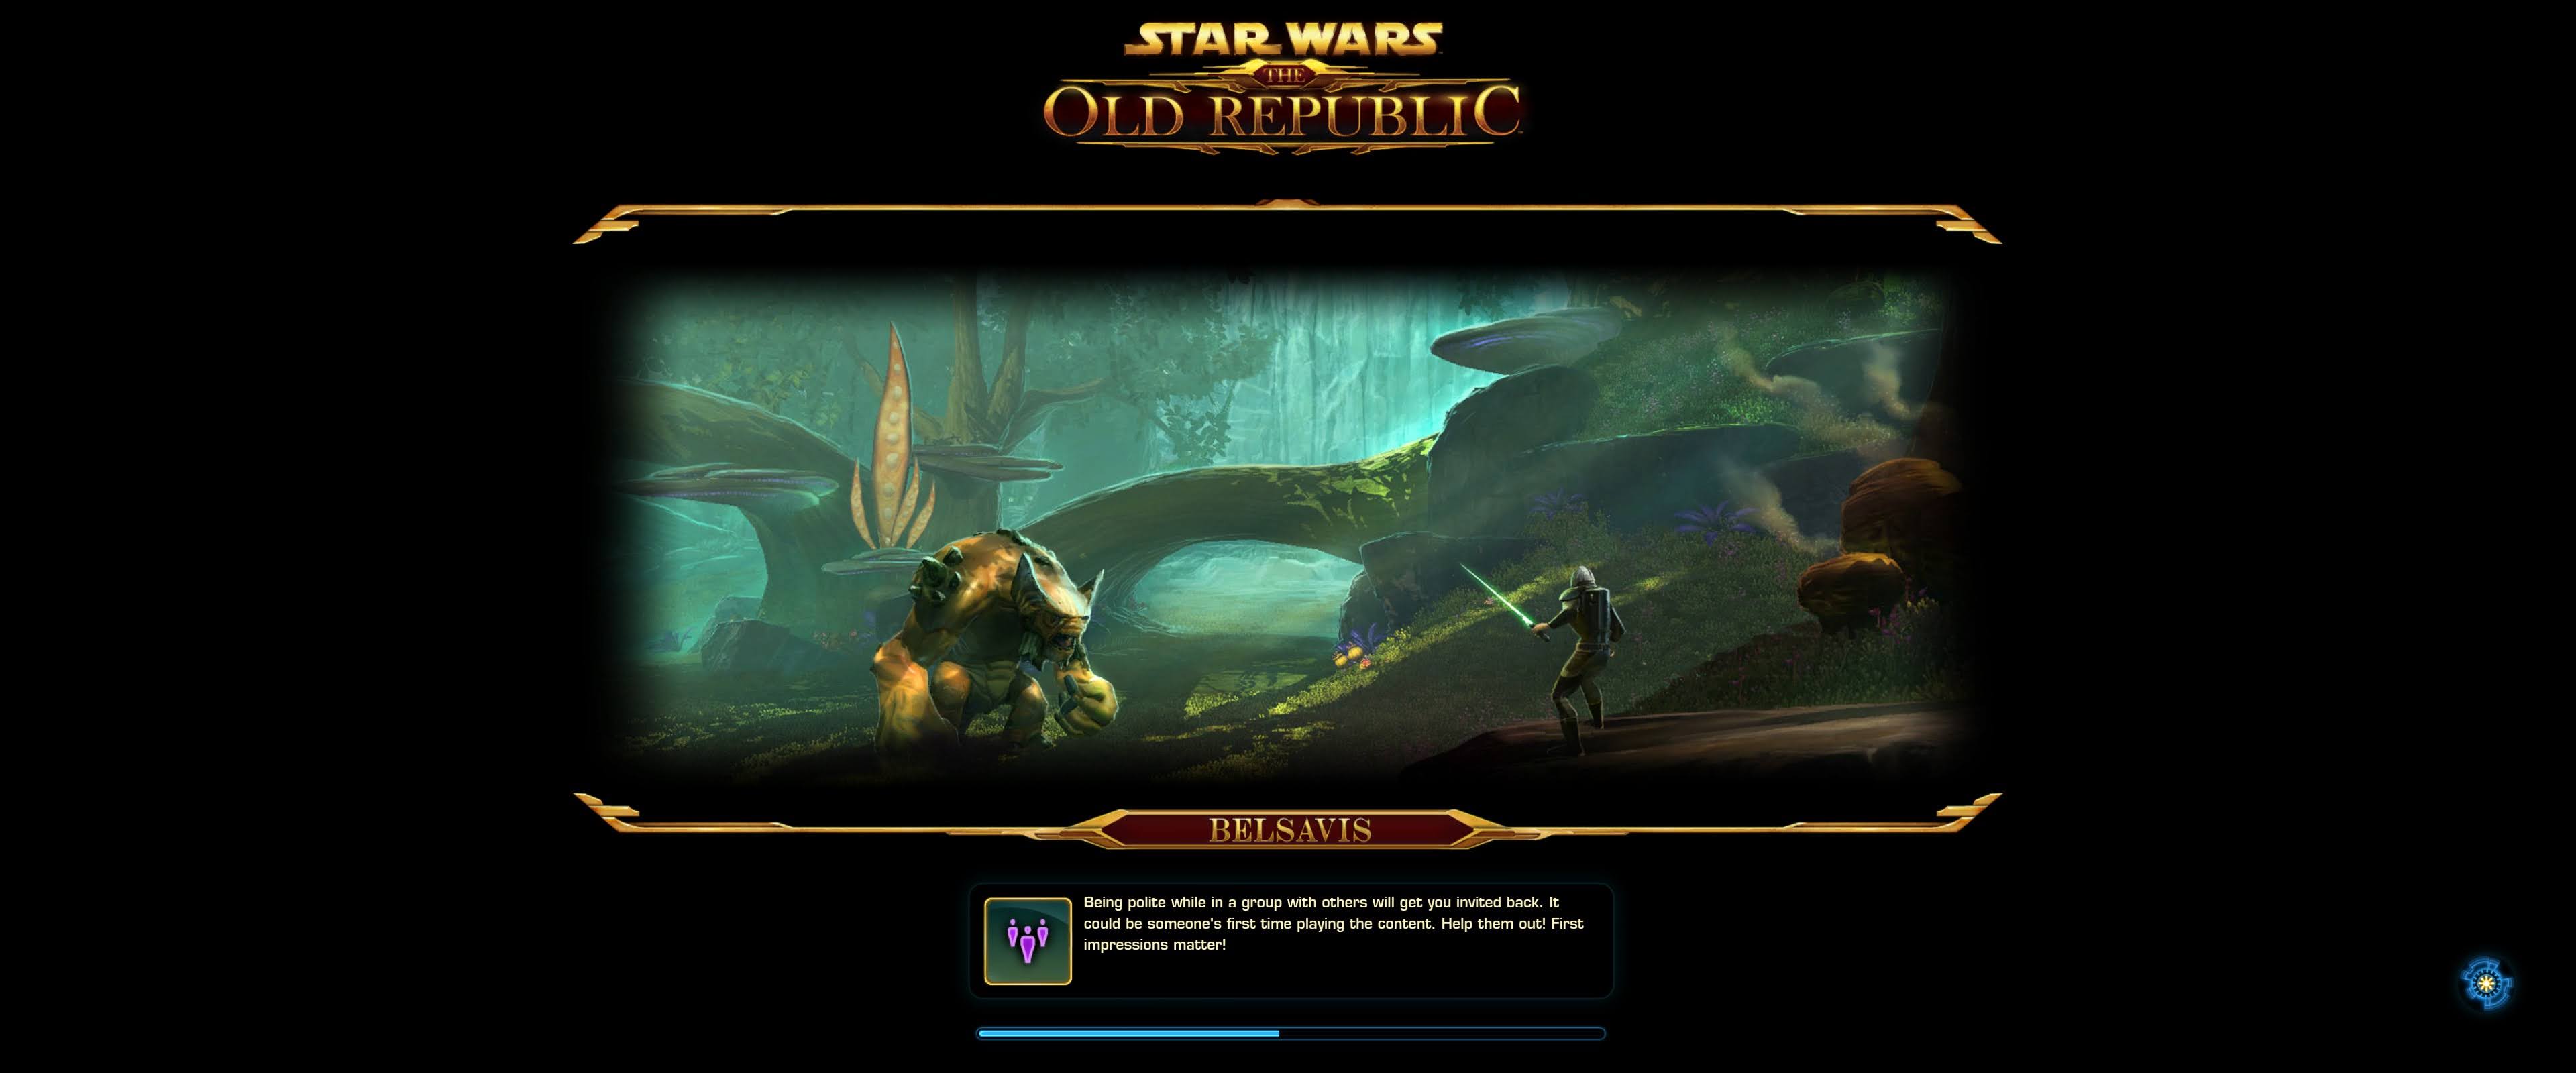 STAR WARS
THE
OLD REPUBLIC
BELSAVIS
Being polite while in a group with others will get you invited back. It
could be someone's first time playing the content. Help them out! First
impressions matter!